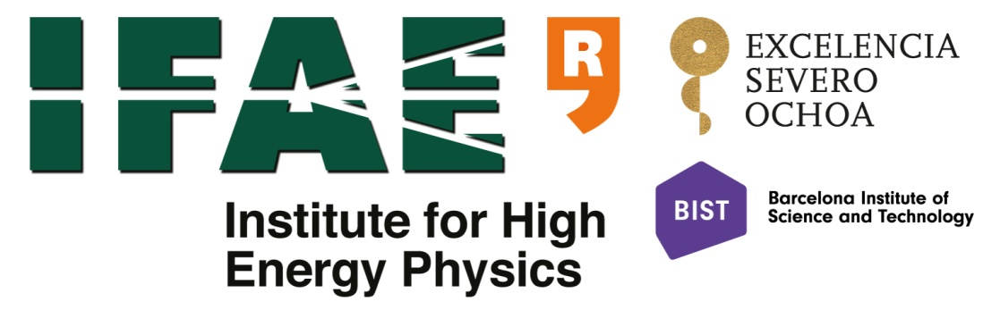 IFAE
Institute for High
Energy Physics
R
EXCELENCIA
SEVERO
OCHOA
BIST
Barcelona Institute of
Science and Technology